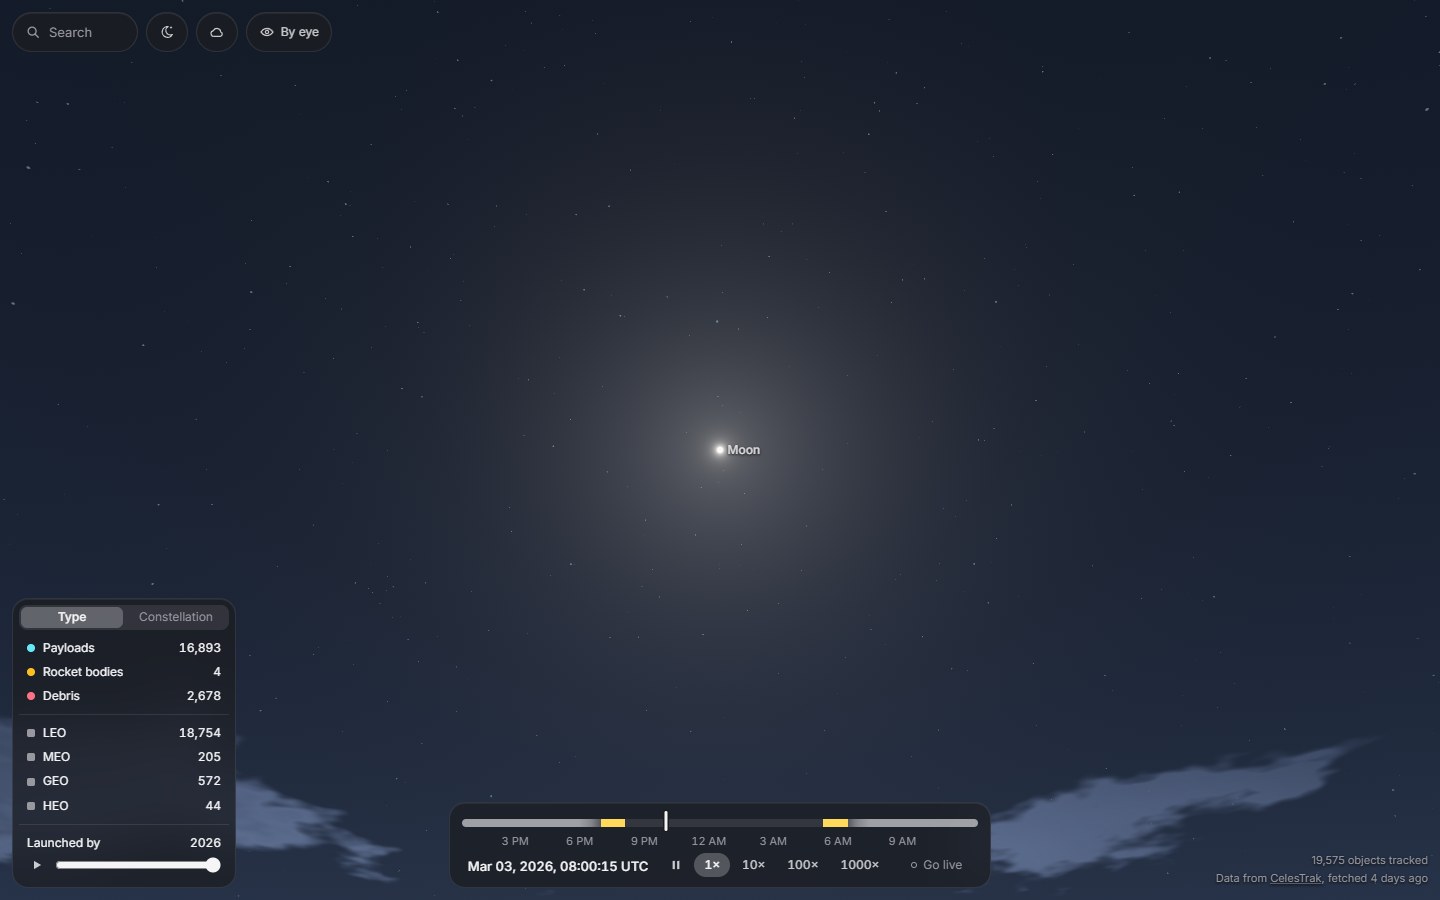 Search
By eye
Moon
Type Constellation
Payloads 16,893
Rocket bodies 4
Debris 2,678
LEO 18,754
MEO 205
GEO 572
HEO 44
Launched by 2026
3 PM 6 PM 9 PM 12 AM 3 AM 6 AM 9 AM
Mar 03, 2026, 08:00:15 UTC 1× 10× 100× 1000× Go live
19,575 objects tracked
Data from CelesTrak, fetched 4 days ago